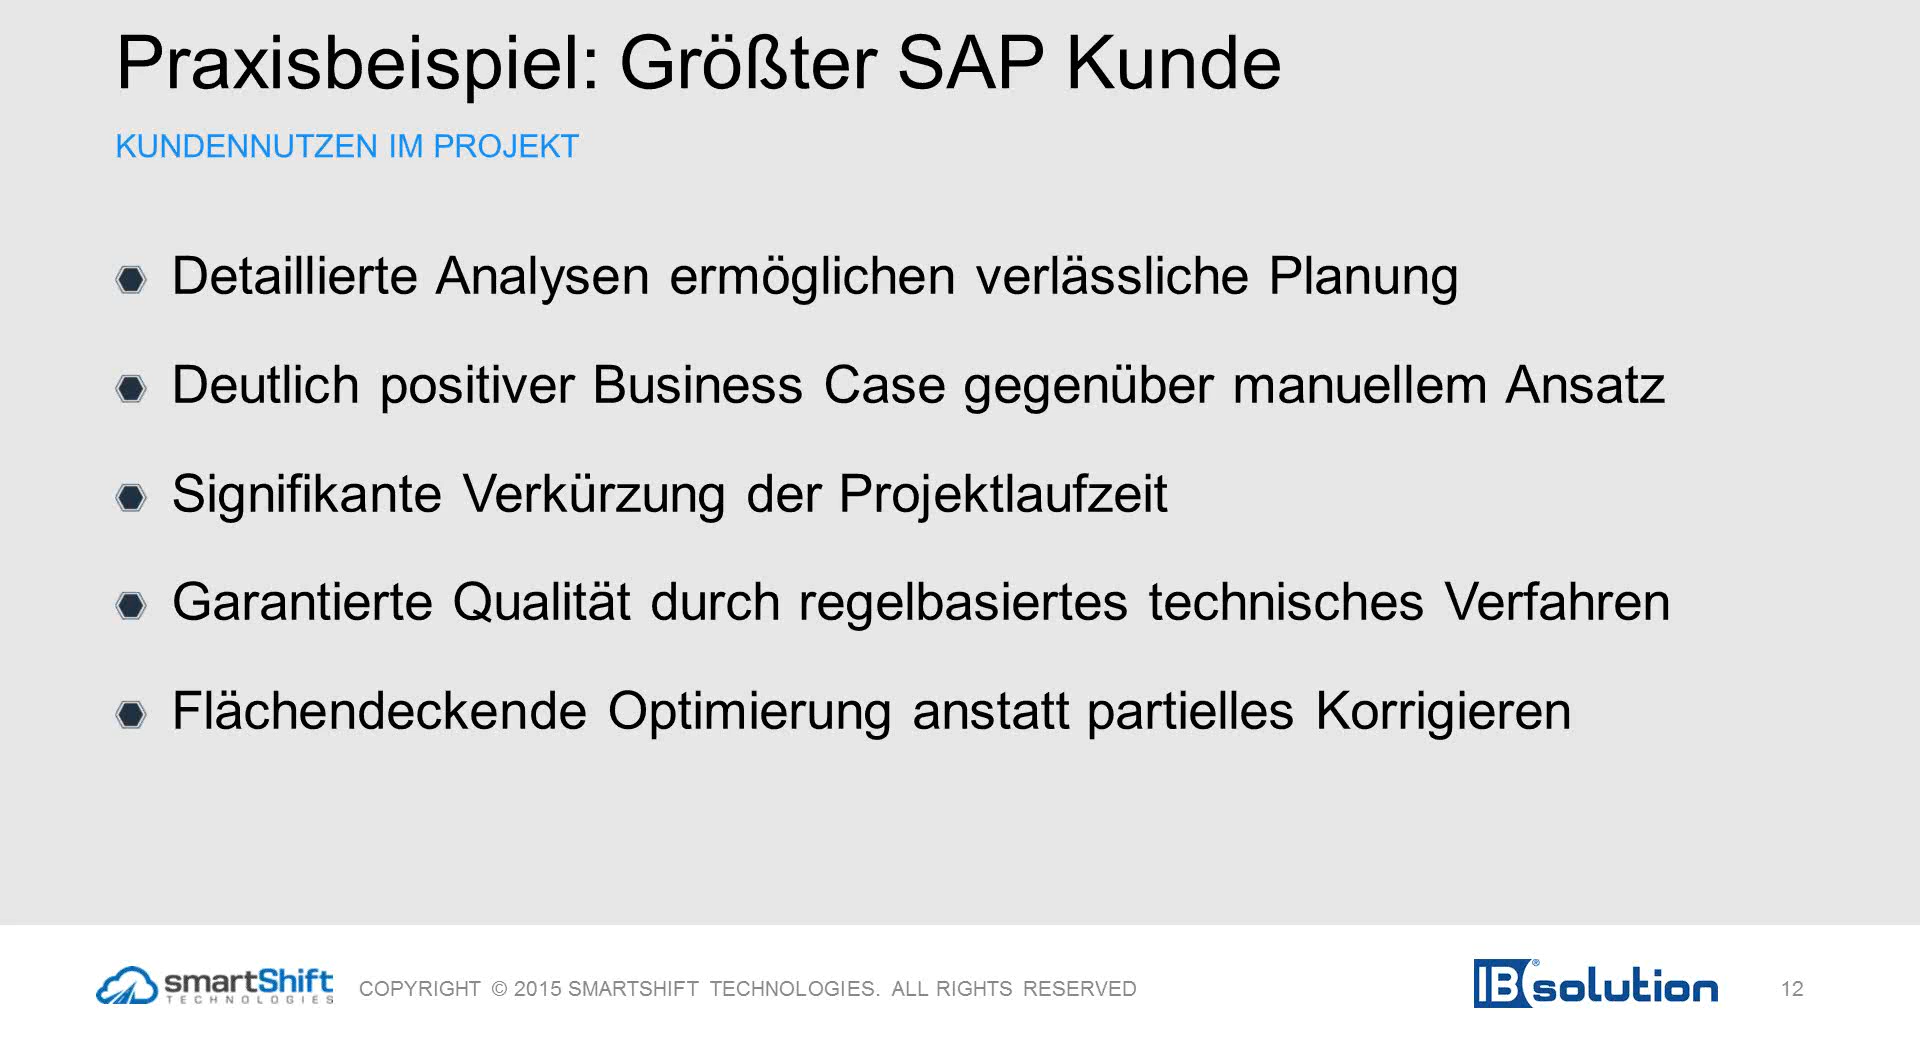 Praxisbeispiel: Größter SAP Kunde
KUNDENNUTZEN IM PROJEKT
Detaillierte Analysen ermöglichen verlässliche Planung
Deutlich positiver Business Case gegenüber manuellem Ansatz
Signifikante Verkürzung der Projektlaufzeit
Garantierte Qualität durch regelbasiertes technisches Verfahren
Flächendeckende Optimierung anstatt partielles Korrigieren
smartShift
TECHNOLOGIES
COPYRIGHT © 2015 SMARTSHIFT TECHNOLOGIES. ALL RIGHTS RESERVED
IBsolution®
12